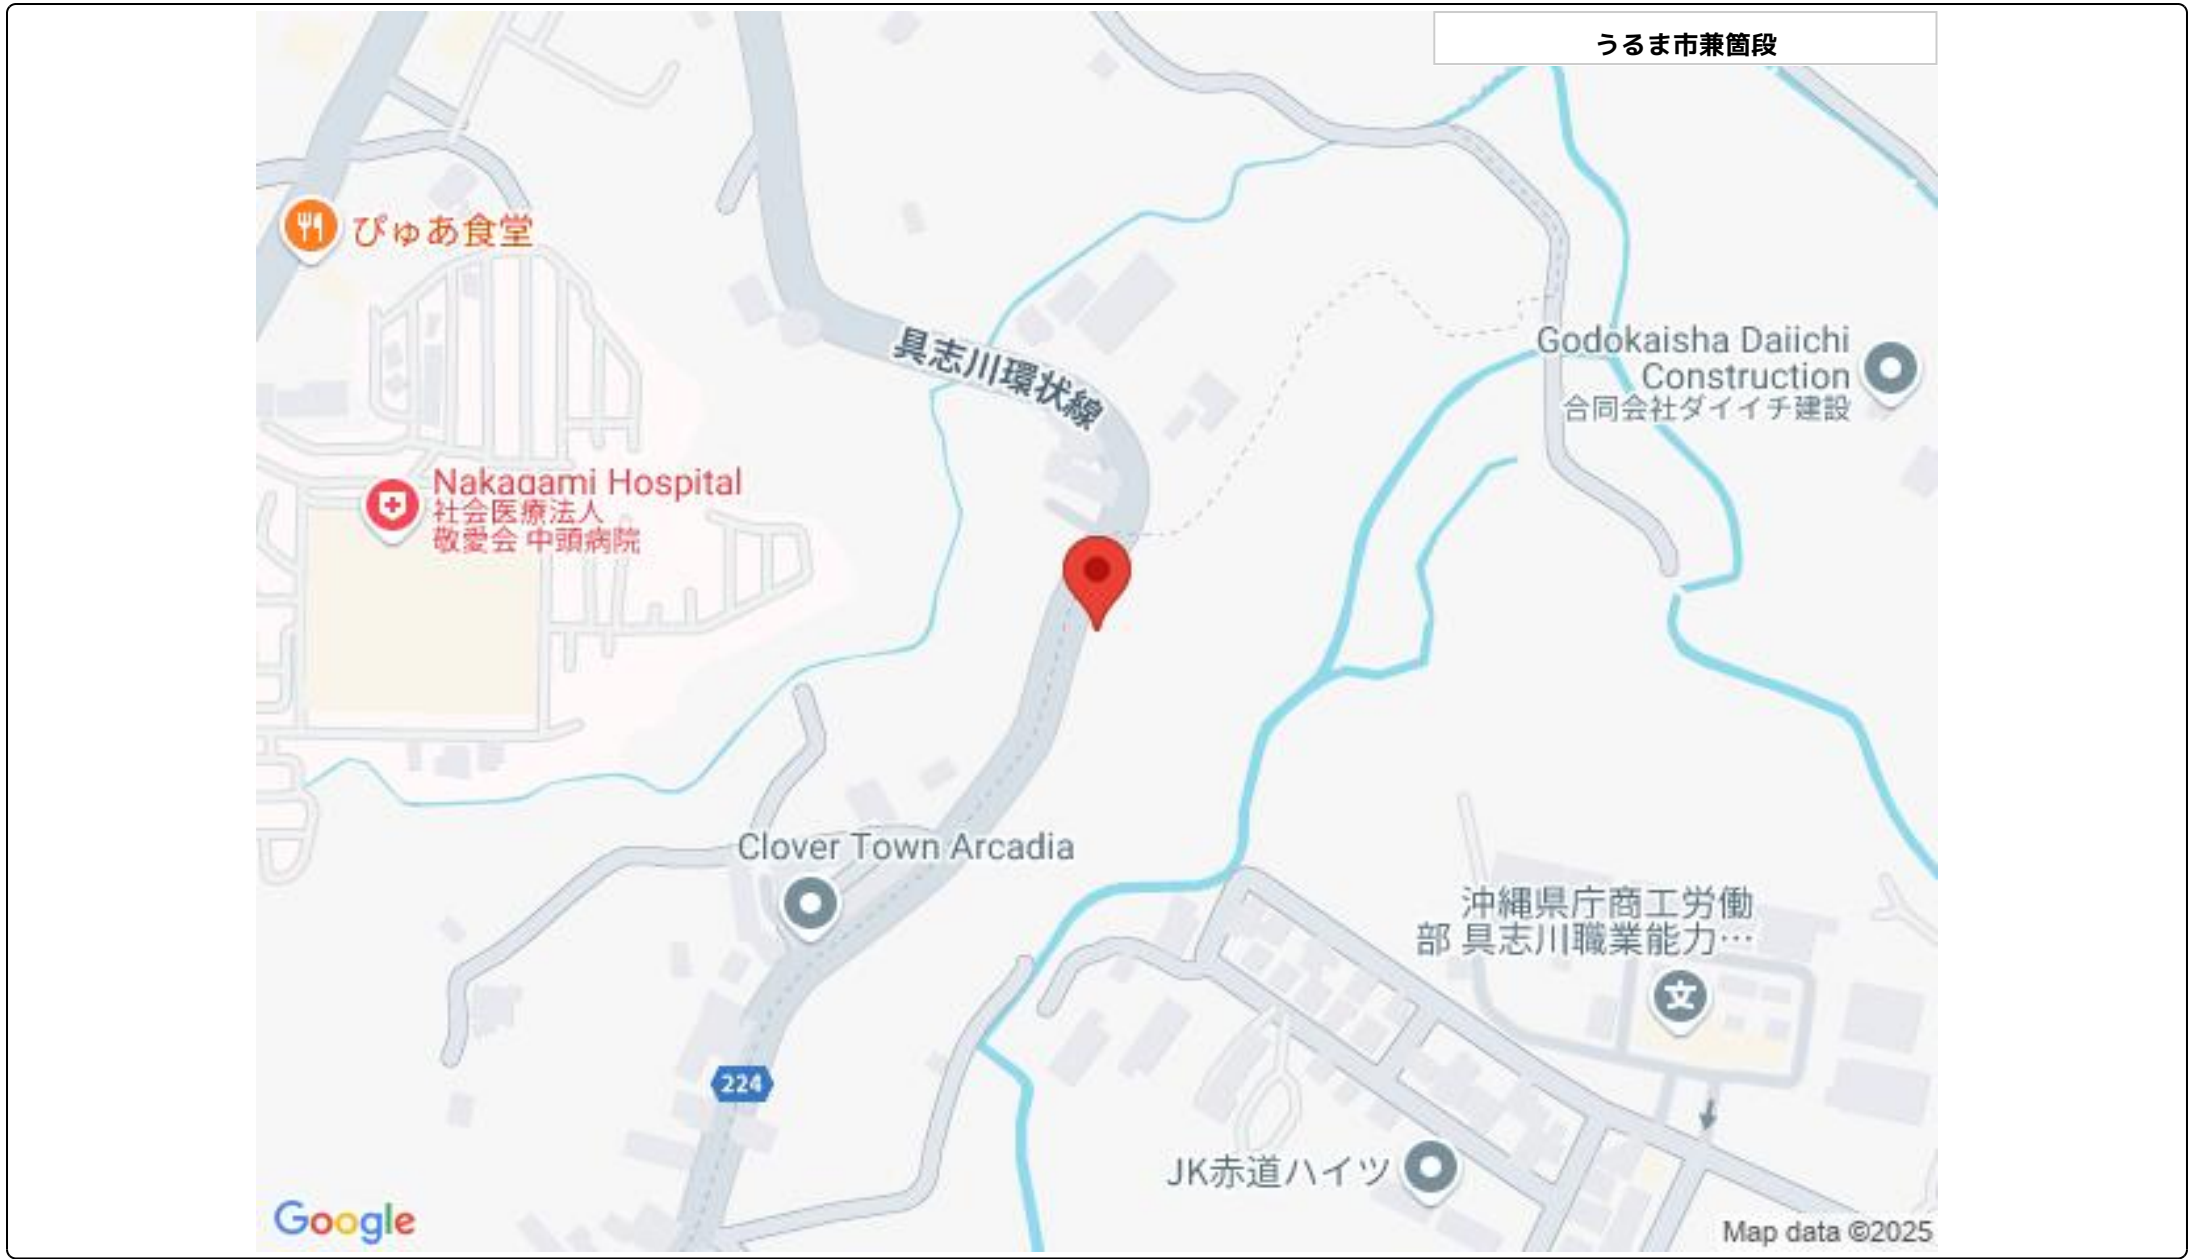 うるま市兼箇段
ぴゅあ食堂
具志川環状線
Godokaisha Daiichi
Construction
合同会社ダイイチ建設
Nakagami Hospital
社会医療法人
敬愛会 中頭病院
Clover Town Arcadia
沖縄県庁商工労働
部 具志川職業能力…
文
224
JK赤道ハイツ
Google
Map data ©2025